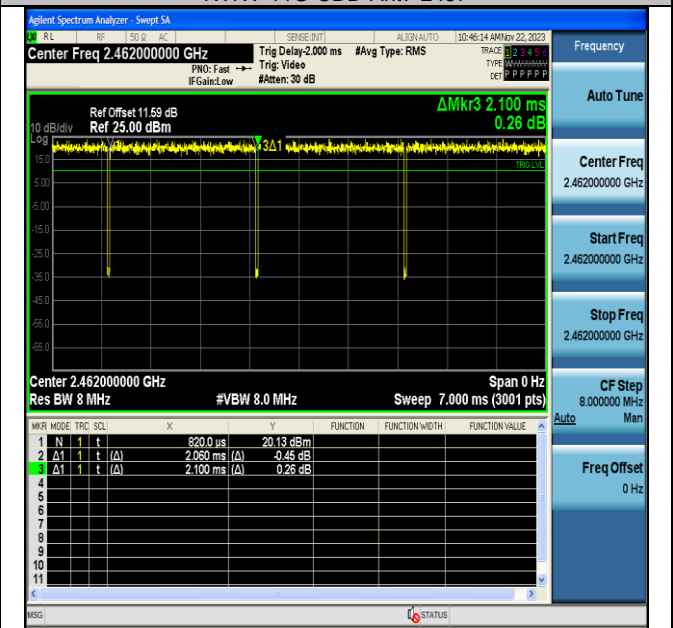 Agilent Spectrum Analyzer - Swept SA
RL RF 50 Ω AC SENSE:INT ALIGN AUTO 10:46:14 AM Nov 22, 2023
Center Freq 2.462000000 GHz
PNO: Fast
IFGain:Low
Trig Delay-2.000 ms
Trig: Video
#Atten: 30 dB
#Avg Type: RMS
TRACE 1 2 3 4 5 6
TYPE
DET P P P P P P
Frequency
Auto Tune
Center Freq
2.462000000 GHz
Start Freq
2.462000000 GHz
Stop Freq
2.462000000 GHz
CF Step
8.000000 MHz
Auto Man
Freq Offset
0 Hz
ΔMkr3 2.100 ms
0.26 dB
Ref Offset 11.59 dB
10 dB/div Ref 25.00 dBm
Log
3Δ1
15.0
TRIG LVL
5.00
-5.00
-15.0
-25.0
-35.0
-45.0
-55.0
-65.0
Center 2.462000000 GHz Span 0 Hz
Res BW 8 MHz #VBW 8.0 MHz Sweep 7.000 ms (3001 pts)
MKR MODE TRC SCL X Y FUNCTION FUNCTION WIDTH FUNCTION VALUE
1 N 1 t 820.0 µs 20.13 dBm
2 Δ1 1 t (Δ) 2.060 ms (Δ) -0.45 dB
3 Δ1 1 t (Δ) 2.100 ms (Δ) 0.26 dB
4
5
6
7
8
9
10
11
MSG STATUS